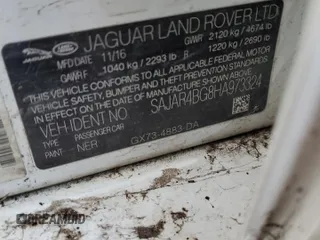 JAGUAR LAND ROVER LTD
MFD DATE 11/16 GVWR 2120 kg / 4674 lb
GAWR F 1040 kg / 2293 lb GAWR R 1220 kg / 2690 lb
THIS VEHICLE CONFORMS TO ALL APPLICABLE FEDERAL MOTOR
VEHICLE SAFETY, BUMPER, AND THEFT PREVENTION STANDARDS
IN EFFECT ON THE DATE OF MANUFACTURE SHOWN ABOVE.
VEH IDENT NO SAJAR4BG8HA973324
TYPE PASSENGER CAR
PAINT NER GX73-4883-DA